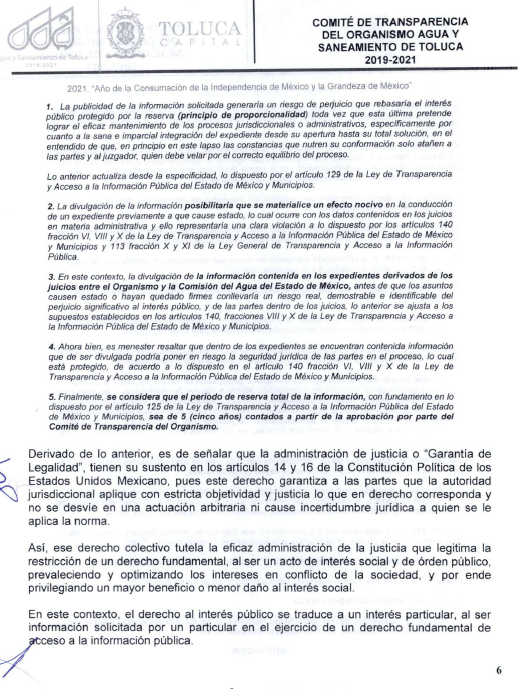 TOLUCA
CAPITAL
COMITÉ DE TRANSPARENCIA
DEL ORGANISMO AGUA Y
SANEAMIENTO DE TOLUCA
2019-2021
y Saneamiento de Toluca
2021. “Año de la Consumación de la Independencia de México y la Grandeza de México”
1. La publicidad de la información solicitada generaría un riesgo de perjuicio que rebasaría el interés
público protegido por la reserva (principio de proporcionalidad) toda vez que esta última pretende
lograr el eficaz mantenimiento de los procesos jurisdiccionales o administrativos, específicamente por
cuanto a la sana e imparcial integración del expediente desde su apertura hasta su total solución, en el
entendido de que, en principio en este lapso las constancias que nutren su conformación solo atañen a
las partes y al juzgador, quien debe velar por el correcto equilibrio del proceso.
Lo anterior actualiza desde la especificidad, lo dispuesto por el artículo 129 de la Ley de Transparencia
y Acceso a la Información Pública del Estado de México y Municipios.
2. La divulgación de la información posibilitaría que se materialice un efecto nocivo en la conducción
de un expediente previamente a que cause estado, lo cual ocurre con los datos contenidos en los juicios
en materia administrativa y ello representaría una clara violación a lo dispuesto por los artículos 140
fracción VI, VIII y X de la Ley de Transparencia y Acceso a la Información Pública del Estado de México
y Municipios y 113 fracción X y XI de la Ley General de Transparencia y Acceso a la Información
Pública.
3. En este contexto, la divulgación de la información contenida en los expedientes derivados de los
juicios entre el Organismo y la Comisión del Agua del Estado de México, antes de que los asuntos
causen estado o hayan quedado firmes conllevaría un riesgo real, demostrable e identificable del
perjuicio significativo al interés público, y de las partes dentro de los juicios, lo anterior se ajusta a los
supuestos establecidos en los artículos 140, fracciones VIII y X de la Ley de Transparencia y Acceso a
la Información Pública del Estado de México y Municipios.
4. Ahora bien, es menester resaltar que dentro de los expedientes se encuentran contenida información
que de ser divulgada podría poner en riesgo la seguridad jurídica de las partes en el proceso, lo cual
está protegido, de acuerdo a lo dispuesto en el artículo 140 fracción VI, VIII y X de la Ley de
Transparencia y Acceso a la Información Pública del Estado de México y Municipios.
5. Finalmente, se considera que el periodo de reserva total de la información, con fundamento en lo
dispuesto por el artículo 125 de la Ley de Transparencia y Acceso a la Información Pública del Estado
de México y Municipios, sea de 5 (cinco años) contados a partir de la aprobación por parte del
Comité de Transparencia del Organismo.
Derivado de lo anterior, es de señalar que la administración de justicia o “Garantía de
Legalidad”, tienen su sustento en los artículos 14 y 16 de la Constitución Política de los
Estados Unidos Mexicano, pues este derecho garantiza a las partes que la autoridad
jurisdiccional aplique con estricta objetividad y justicia lo que en derecho corresponda y
no se desvíe en una actuación arbitraria ni cause incertidumbre jurídica a quien se le
aplica la norma.
Así, ese derecho colectivo tutela la eficaz administración de la justicia que legitima la
restricción de un derecho fundamental, al ser un acto de interés social y de órden público,
prevaleciendo y optimizando los intereses en conflicto de la sociedad, y por ende
privilegiando un mayor beneficio o menor daño al interés social.
En este contexto, el derecho al interés público se traduce a un interés particular, al ser
información solicitada por un particular en el ejercicio de un derecho fundamental de
acceso a la información pública.
6